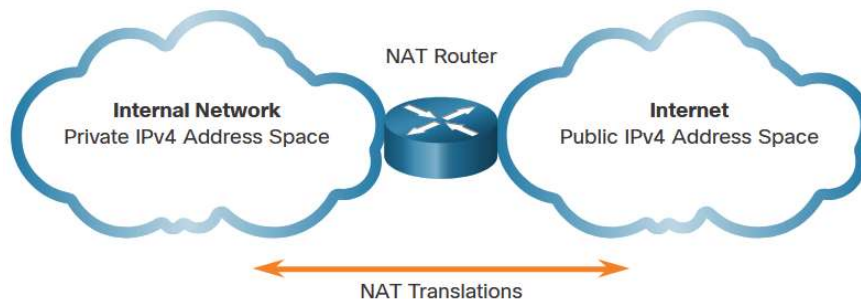 NAT Router
Internal Network
Private IPv4 Address Space
Internet
Public IPv4 Address Space
NAT Translations